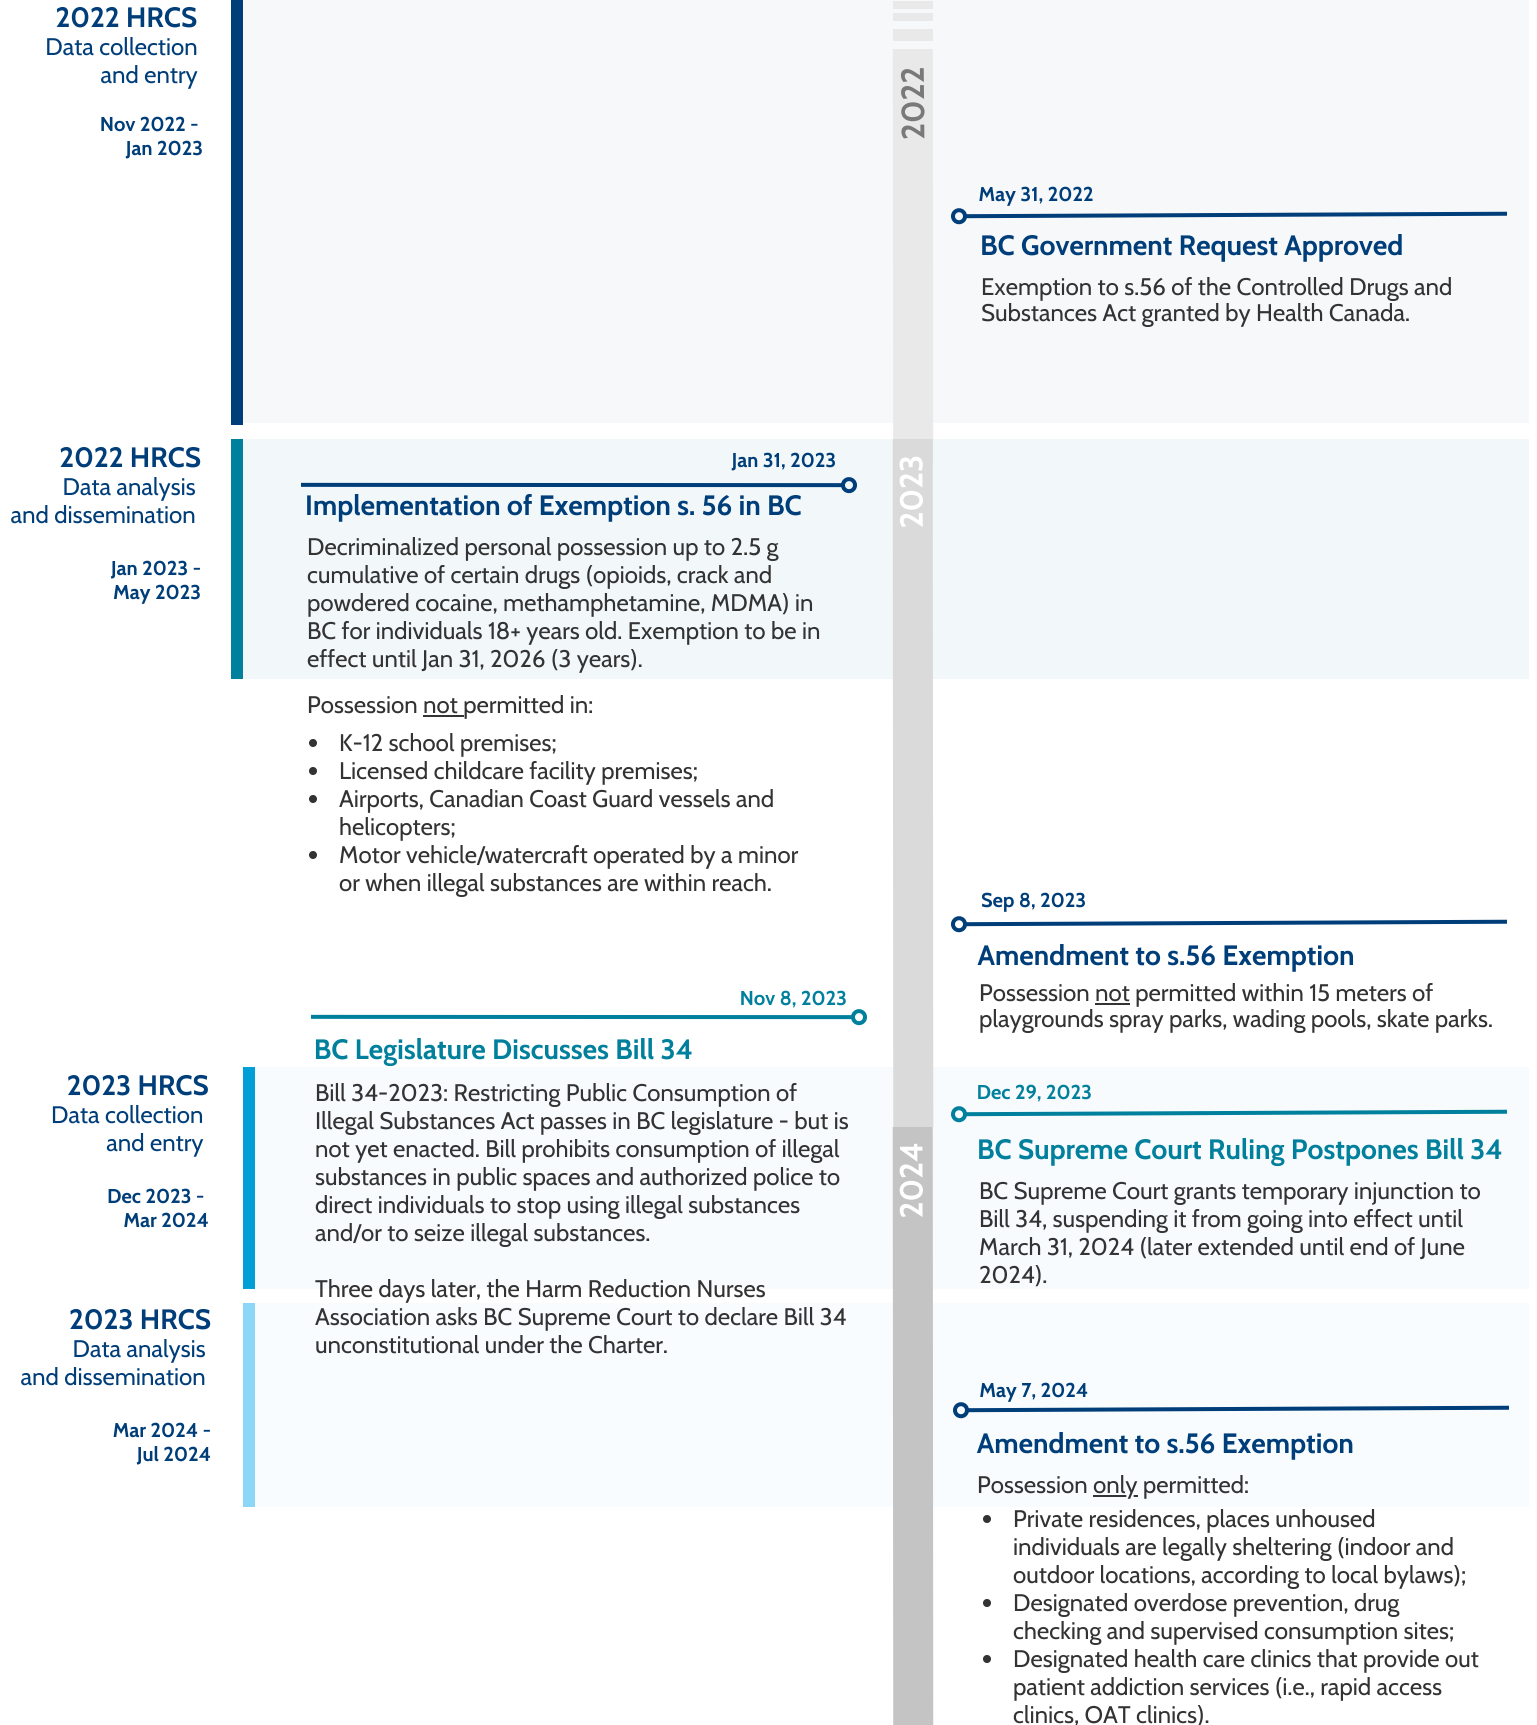 2022 HRCS
Data collection
and entry
Nov 2022 -
Jan 2023
2022
May 31, 2022
BC Government Request Approved
Exemption to s.56 of the Controlled Drugs and
Substances Act granted by Health Canada.
2022 HRCS
Data analysis
and dissemination
Jan 2023 -
May 2023
2023
Jan 31, 2023
Implementation of Exemption s. 56 in BC
Decriminalized personal possession up to 2.5 g
cumulative of certain drugs (opioids, crack and
powdered cocaine, methamphetamine, MDMA) in
BC for individuals 18+ years old. Exemption to be in
effect until Jan 31, 2026 (3 years).
Possession not permitted in:
• K-12 school premises;
• Licensed childcare facility premises;
• Airports, Canadian Coast Guard vessels and
helicopters;
• Motor vehicle/watercraft operated by a minor
or when illegal substances are within reach.
Sep 8, 2023
Amendment to s.56 Exemption
Possession not permitted within 15 meters of
playgrounds spray parks, wading pools, skate parks.
Nov 8, 2023
BC Legislature Discusses Bill 34
Bill 34-2023: Restricting Public Consumption of
Illegal Substances Act passes in BC legislature - but is
not yet enacted. Bill prohibits consumption of illegal
substances in public spaces and authorized police to
direct individuals to stop using illegal substances
and/or to seize illegal substances.
Three days later, the Harm Reduction Nurses
Association asks BC Supreme Court to declare Bill 34
unconstitutional under the Charter.
2023 HRCS
Data collection
and entry
Dec 2023 -
Mar 2024
Dec 29, 2023
BC Supreme Court Ruling Postpones Bill 34
BC Supreme Court grants temporary injunction to
Bill 34, suspending it from going into effect until
March 31, 2024 (later extended until end of June
2024).
2024
2023 HRCS
Data analysis
and dissemination
Mar 2024 -
Jul 2024
May 7, 2024
Amendment to s.56 Exemption
Possession only permitted:
• Private residences, places unhoused
individuals are legally sheltering (indoor and
outdoor locations, according to local bylaws);
• Designated overdose prevention, drug
checking and supervised consumption sites;
• Designated health care clinics that provide out
patient addiction services (i.e., rapid access
clinics, OAT clinics).